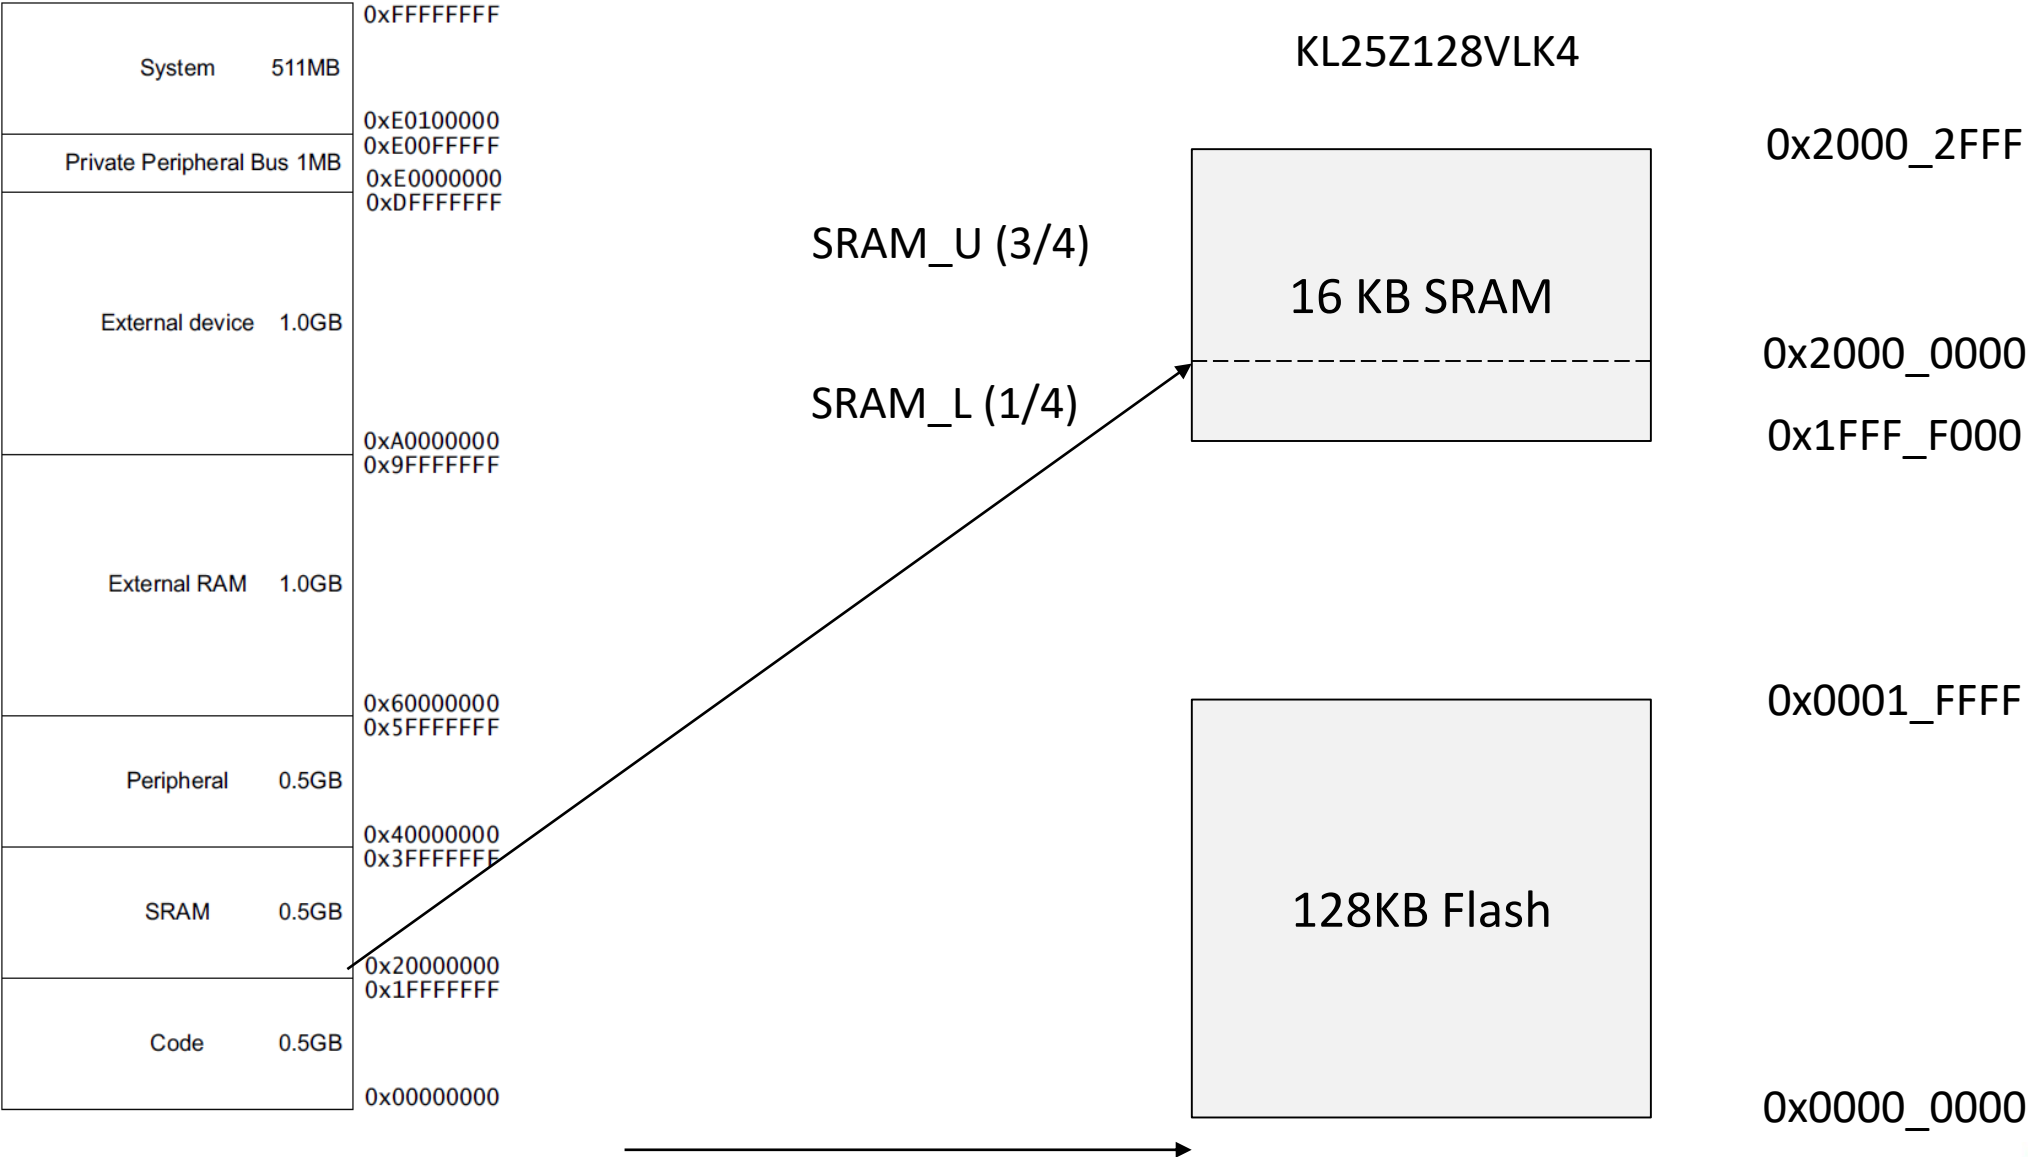 0xFFFFFFFF
System 511MB
0xE0100000
0xE00FFFFF
Private Peripheral Bus 1MB
0xE0000000
0xDFFFFFFF
External device 1.0GB
0xA0000000
0x9FFFFFFF
External RAM 1.0GB
0x60000000
0x5FFFFFFF
Peripheral 0.5GB
0x40000000
0x3FFFFFFF
SRAM 0.5GB
0x20000000
0x1FFFFFFF
Code 0.5GB
0x00000000
SRAM_U (3/4)
SRAM_L (1/4)
KL25Z128VLK4
16 KB SRAM
128KB Flash
0x2000_2FFF
0x2000_0000
0x1FFF_F000
0x0001_FFFF
0x0000_0000